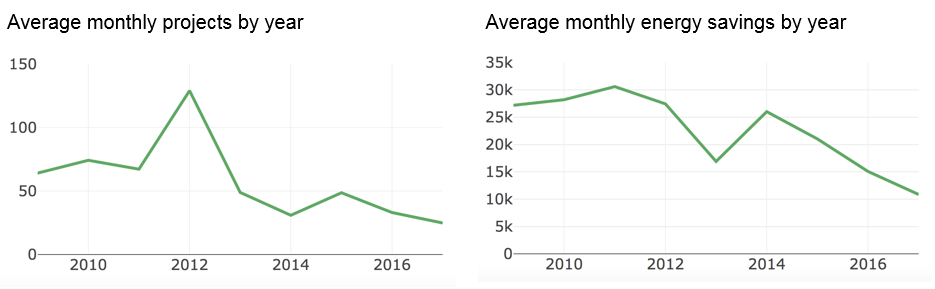 Average monthly projects by year
150
100
50
0
2010 2012 2014 2016
Average monthly energy savings by year
35k
30k
25k
20k
15k
10k
5k
0
2010 2012 2014 2016